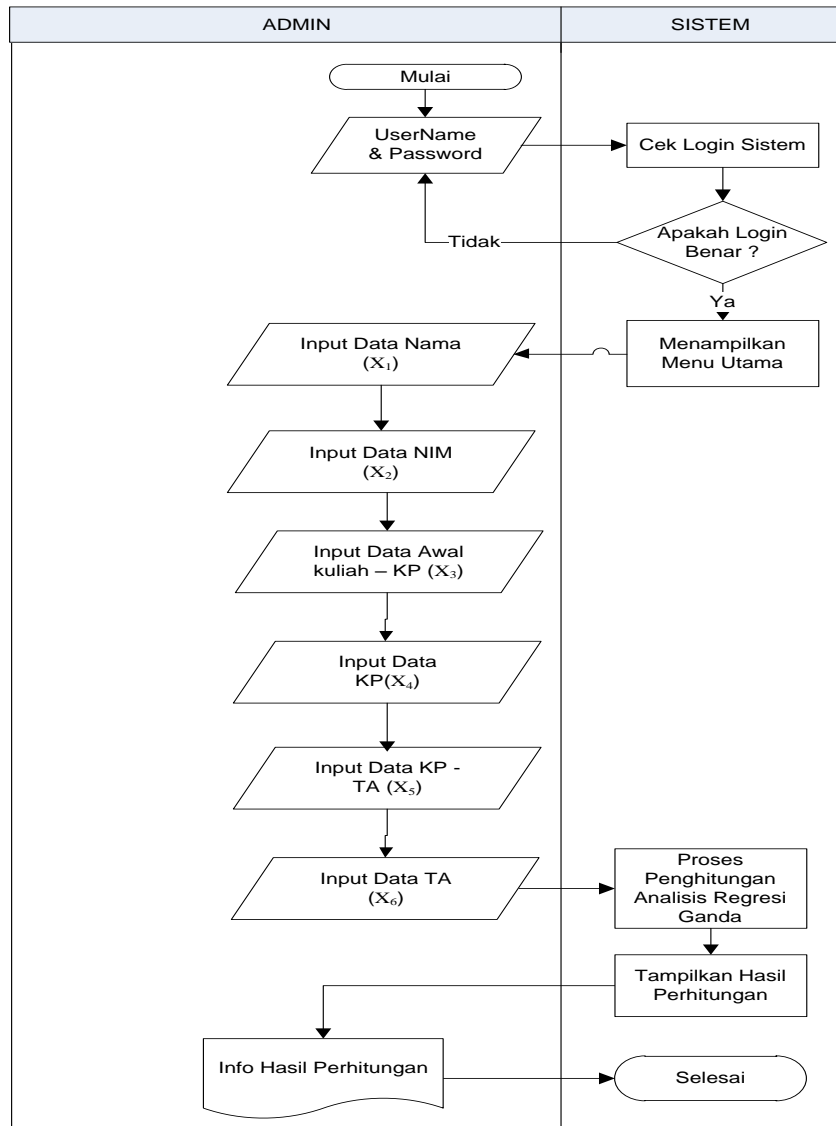 ADMIN
SISTEM
Mulai
UserName
& Password
Cek Login Sistem
Apakah Login
Benar ?
Tidak
Ya
Menampilkan
Menu Utama
Input Data Nama
(X₁)
Input Data NIM
(X₂)
Input Data Awal
kuliah – KP (X₃)
Input Data
KP(X₄)
Input Data KP -
TA (X₅)
Input Data TA
(X₆)
Proses
Penghitungan
Analisis Regresi
Ganda
Tampilkan Hasil
Perhitungan
Info Hasil Perhitungan
Selesai